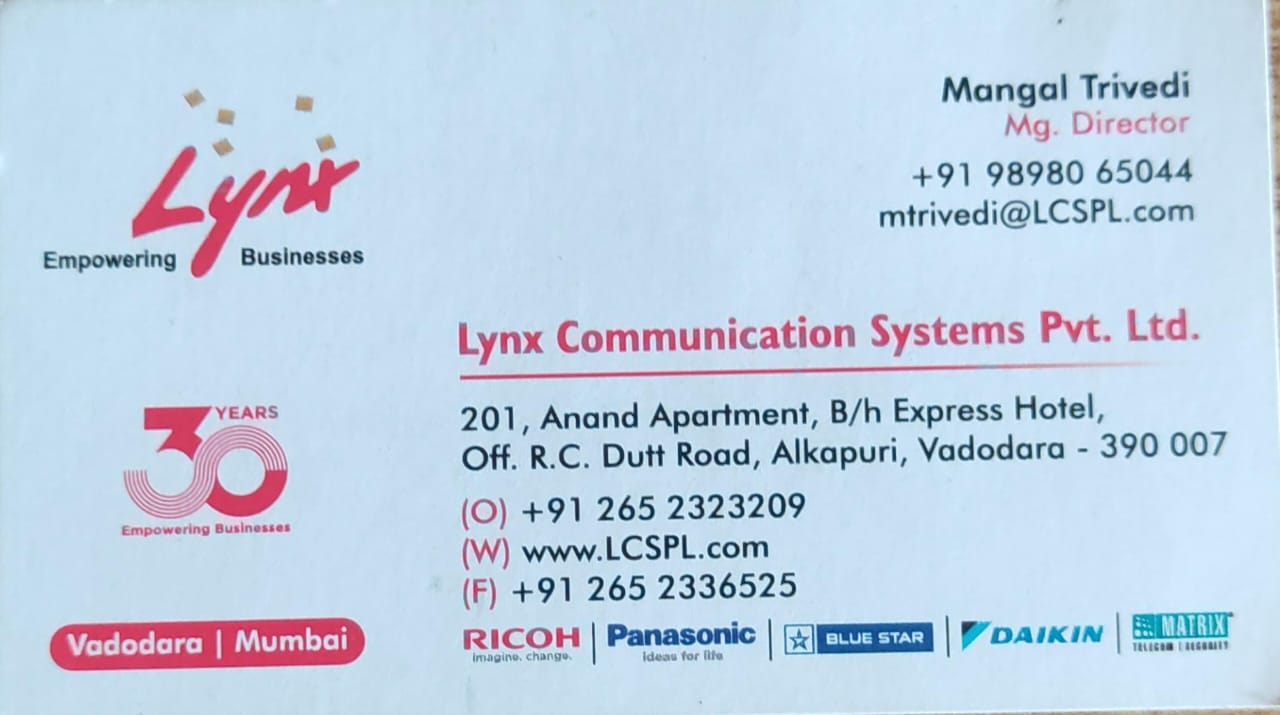 Lynx
Empowering Businesses
Mangal Trivedi
Mg. Director
+91 98980 65044
mtrivedi@LCSPL.com
Lynx Communication Systems Pvt. Ltd.
201, Anand Apartment, B/h Express Hotel,
Off. R.C. Dutt Road, Alkapuri, Vadodara - 390 007
(O) +91 265 2323209
(W) www.LCSPL.com
(F) +91 265 2336525
30 YEARS
Empowering Businesses
Vadodara | Mumbai
RICOH
imagine. change.
Panasonic
ideas for life
BLUE STAR
DAIKIN
MATRIX
TELECOM | SECURITY